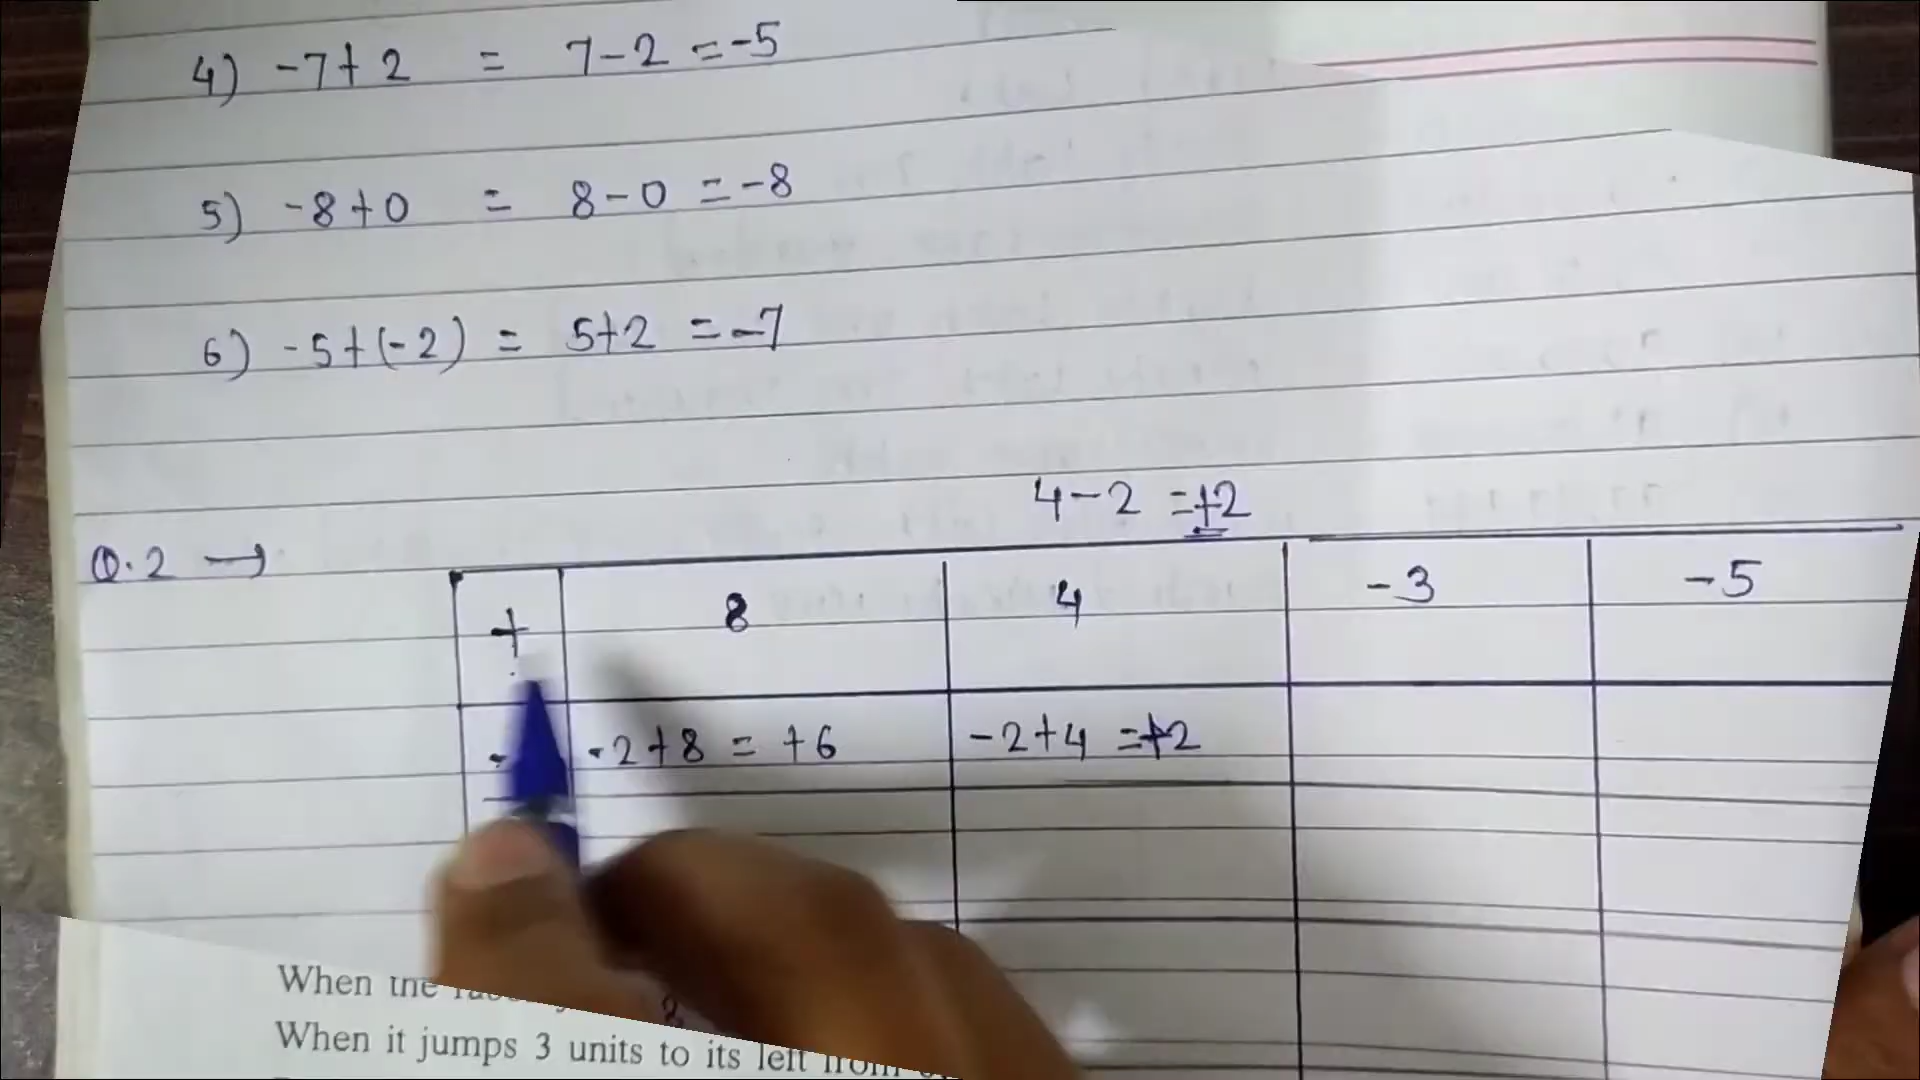 4) -7+2 = 7-2 =-5
5) -8+0 = 8-0 =-8
6) -5+(-2) = 5+2 =-7
4-2 =+2
Q.2 →
+ 8 4 -3 -5
- -2+8 = +6 -2+4 =+2
When the
When it jumps 3 units to its left from